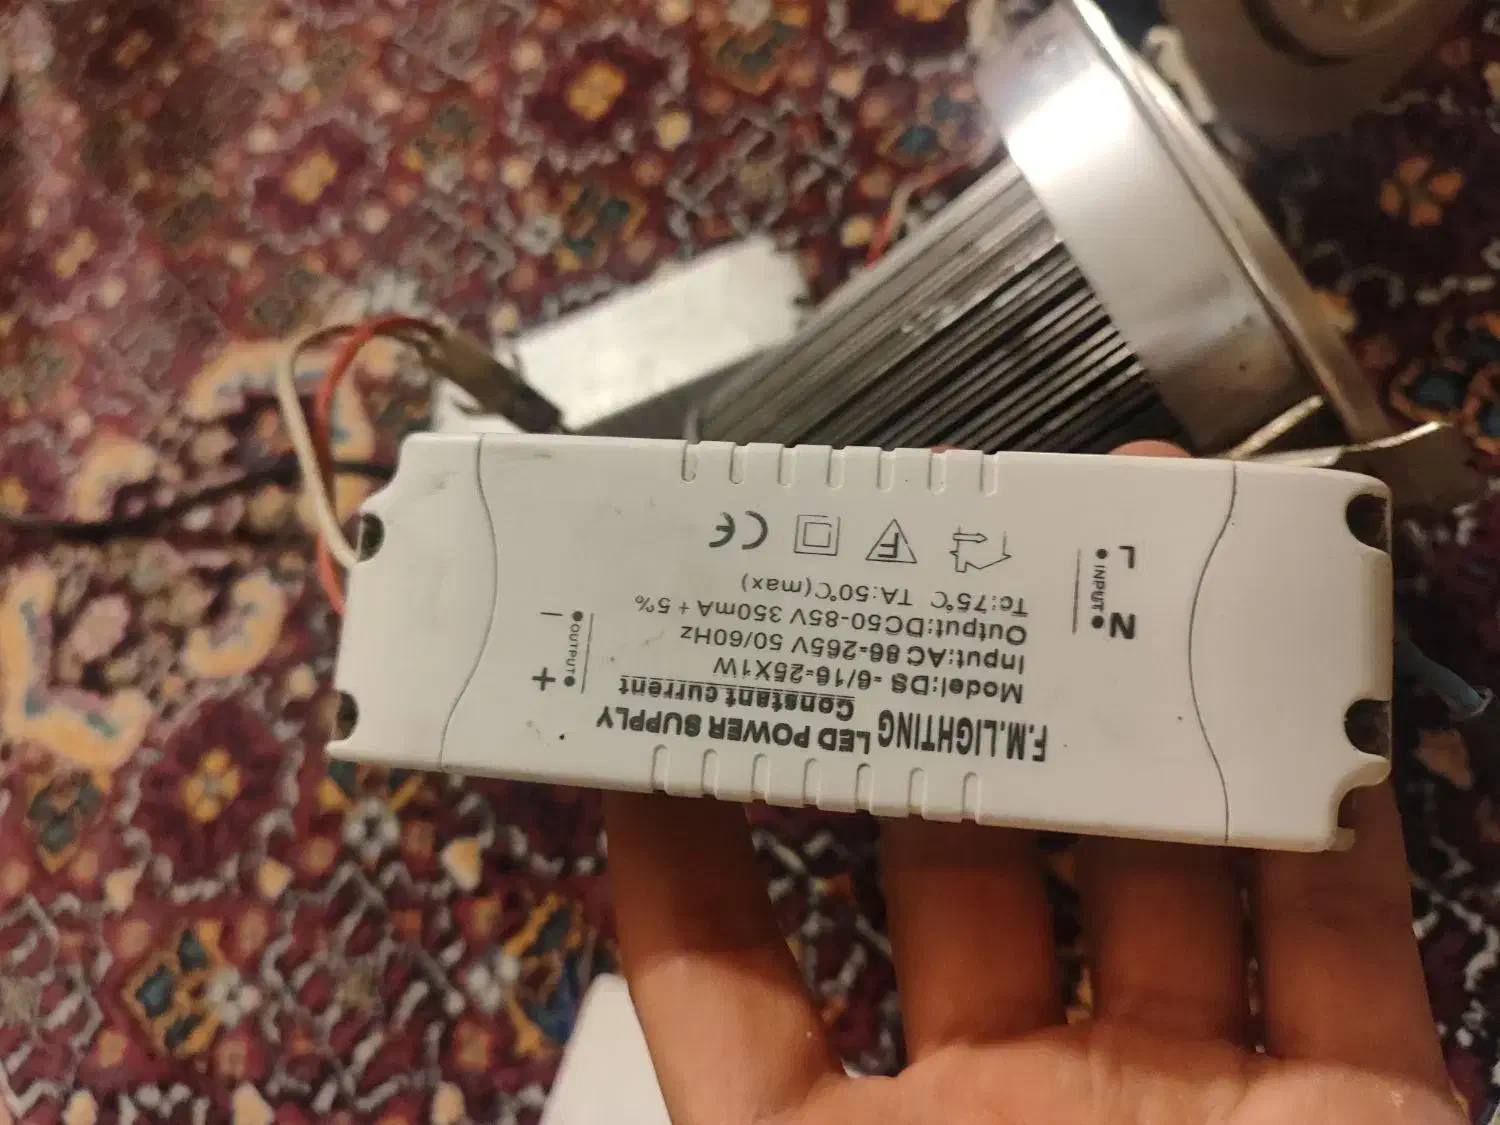 F.M.LIGHTING LED POWER SUPPLY
Constant current
Model:DS -6/16-25X1W
Input:AC 86-265V 50/60Hz
Output:DC50-85V 350mA + 5%
Tc:75℃ TA:50℃(max)
F
CE
N
INPUT
L
+
OUTPUT
-